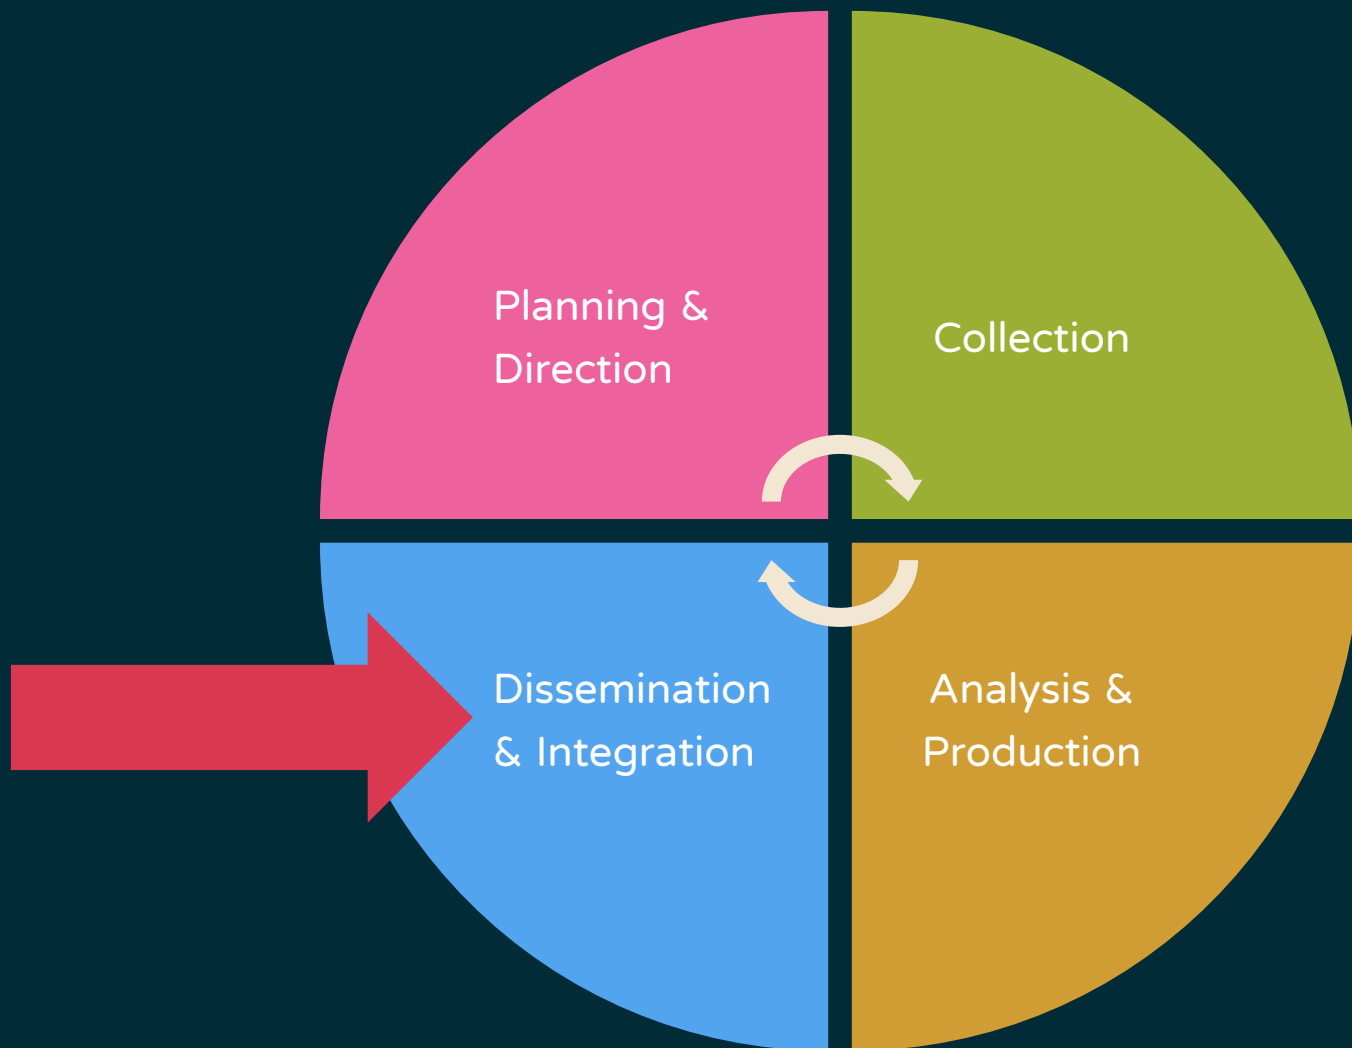 Planning &
Direction
Collection
Dissemination
& Integration
Analysis &
Production